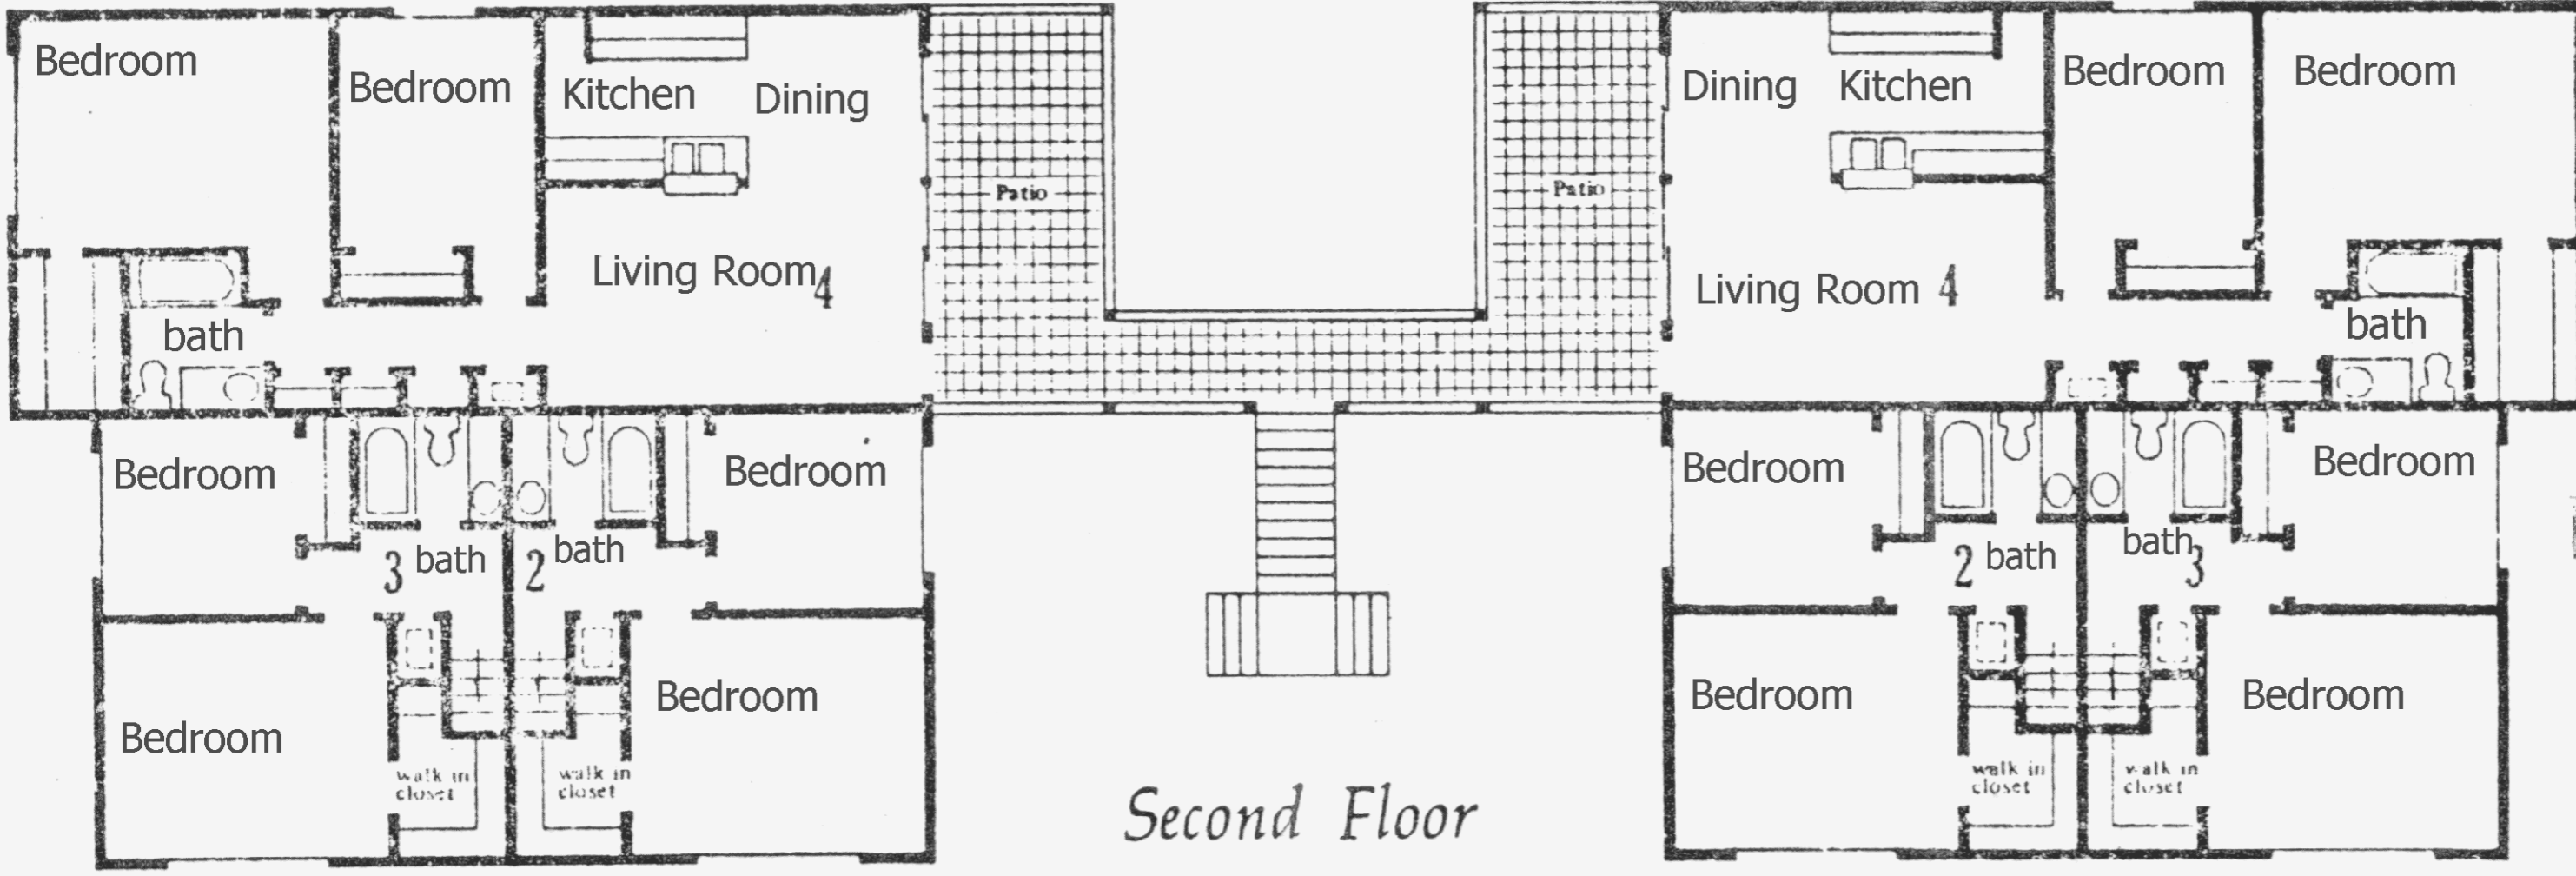 Bedroom
Bedroom
Kitchen
Dining
Patio
Patio
Dining
Kitchen
Bedroom
Bedroom
Living Room
4
Living Room
4
bath
bath
Bedroom
Bedroom
Bedroom
Bedroom
3
bath
2
bath
2
bath
bath
3
Bedroom
Bedroom
Bedroom
Bedroom
walk in
closet
walk in
closet
walk in
closet
walk in
closet
Second Floor